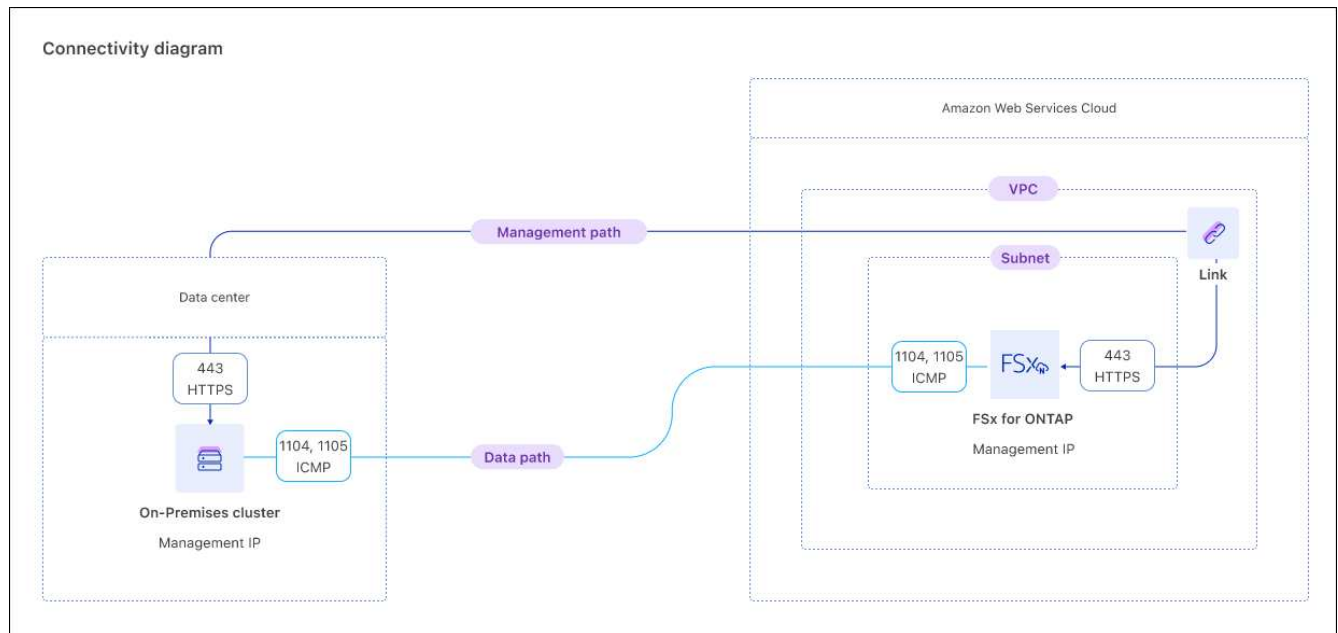 Connectivity diagram
Amazon Web Services Cloud
VPC
Management path
Subnet
Link
Data center
443
HTTPS
1104, 1105
ICMP
FSx
N
443
HTTPS
FSx for ONTAP
Management IP
1104, 1105
ICMP
Data path
On-Premises cluster
Management IP